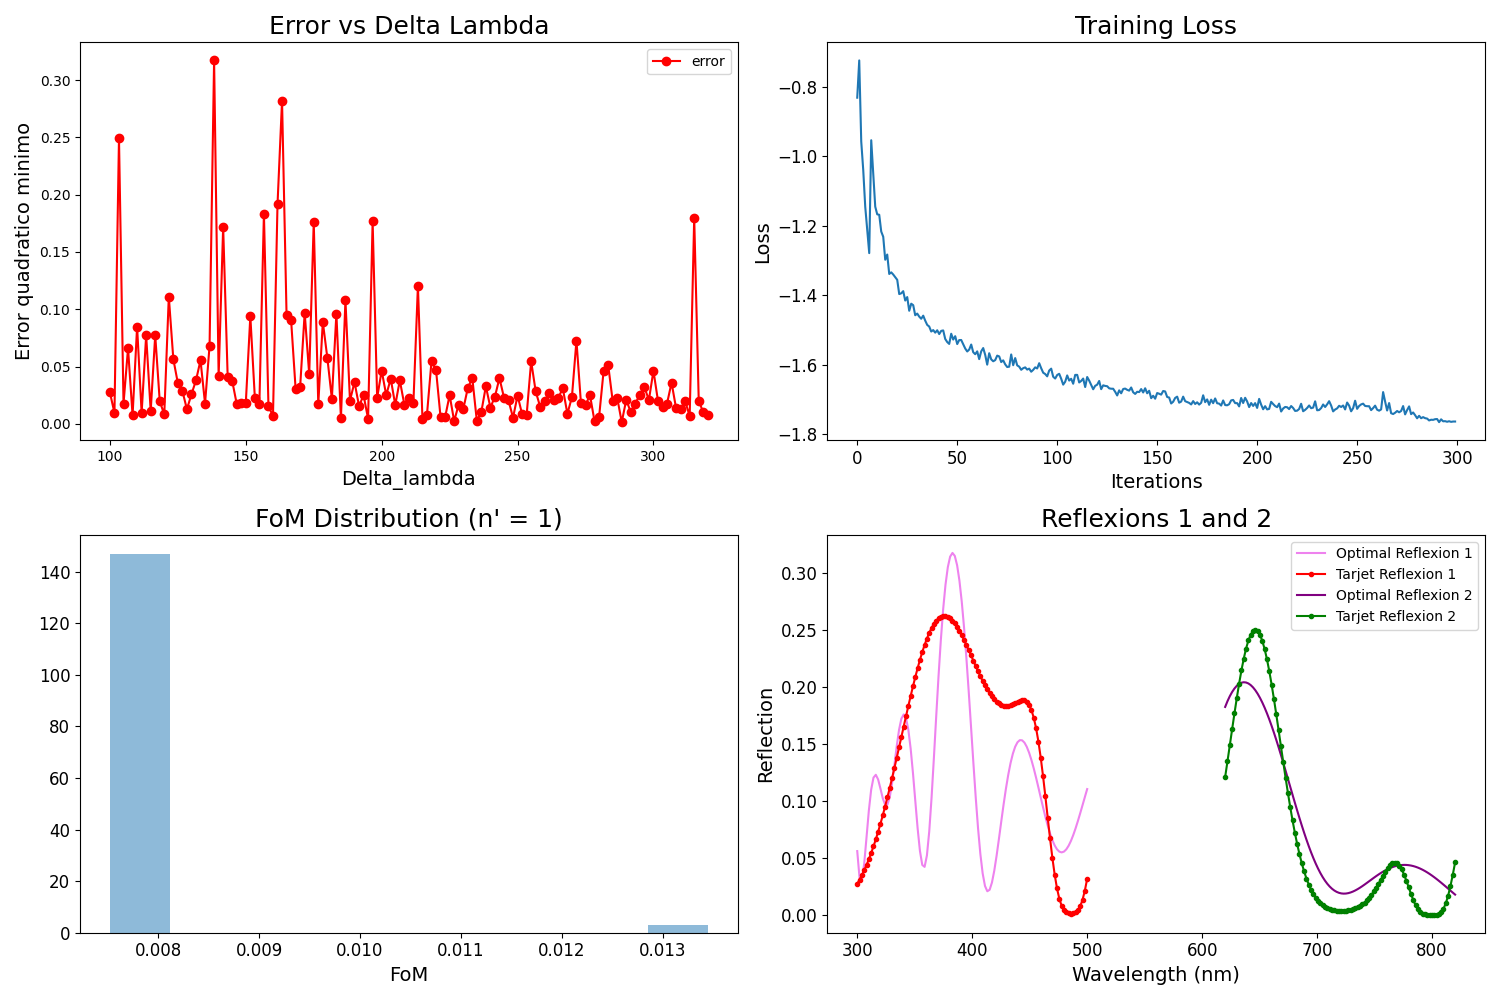 Error vs Delta Lambda
error
Error quadratico minimo
0.30
0.25
0.20
0.15
0.10
0.05
0.00
100 150 200 250 300
Delta_lambda
Training Loss
Loss
−0.8
−1.0
−1.2
−1.4
−1.6
−1.8
0 50 100 150 200 250 300
Iterations
FoM Distribution (n' = 1)
140
120
100
80
60
40
20
0
0.008 0.009 0.010 0.011 0.012 0.013
FoM
Reflexions 1 and 2
Optimal Reflexion 1
Tarjet Reflexion 1
Optimal Reflexion 2
Tarjet Reflexion 2
Reflection
0.30
0.25
0.20
0.15
0.10
0.05
0.00
300 400 500 600 700 800
Wavelength (nm)